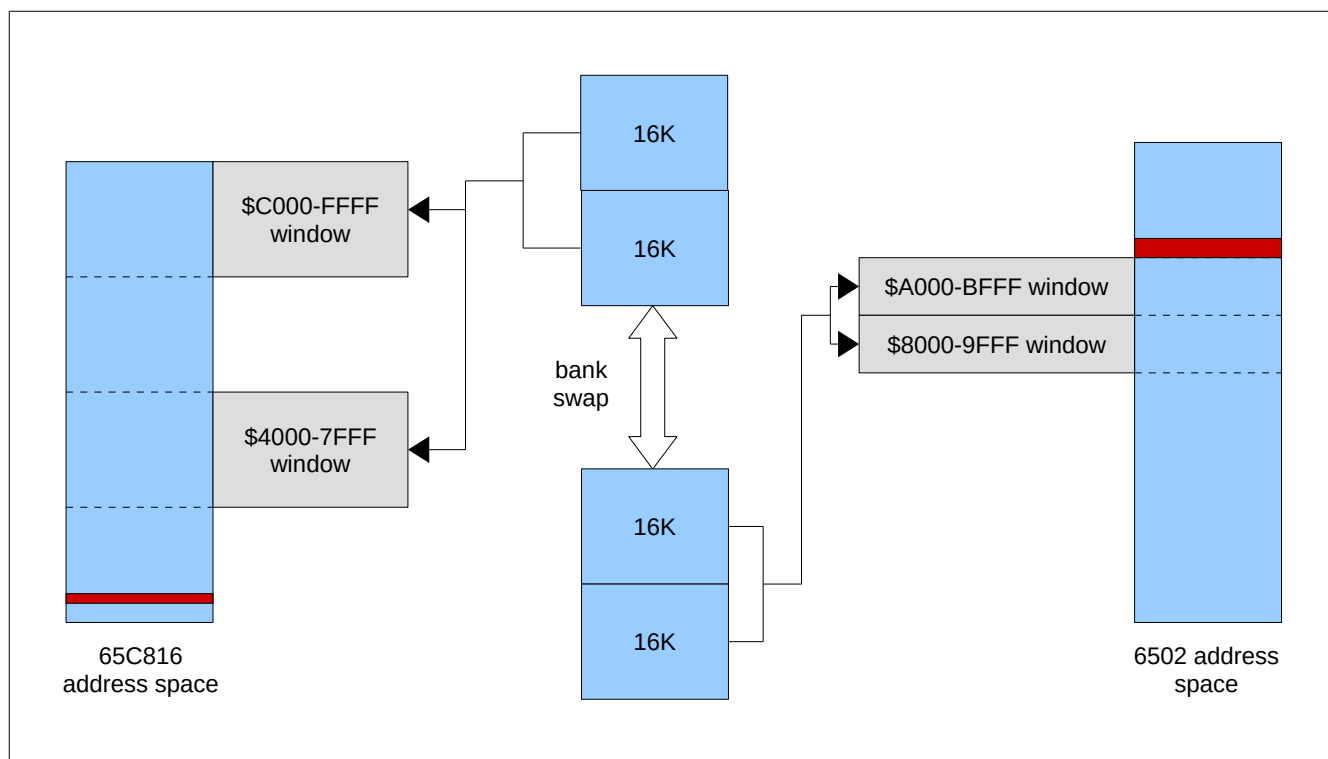 16K
$C000-FFFF
window
16K
$A000-BFFF window
$8000-9FFF window
bank
swap
$4000-7FFF
window
16K
16K
65C816
address space
6502 address
space